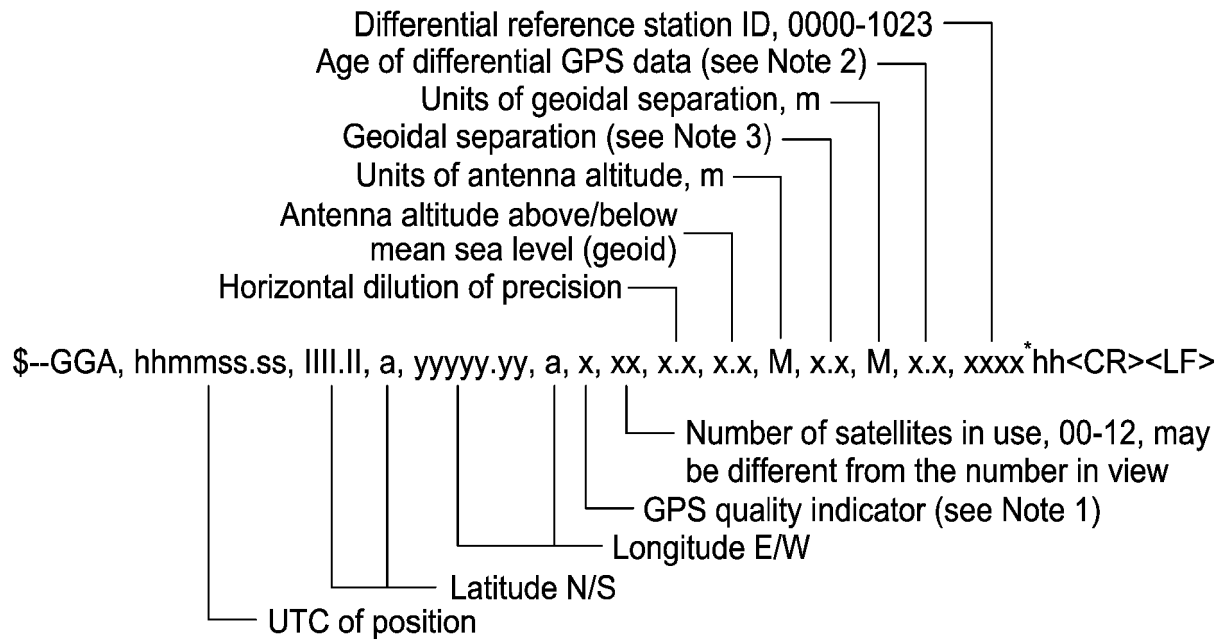 Differential reference station ID, 0000-1023
Age of differential GPS data (see Note 2)
Units of geoidal separation, m
Geoidal separation (see Note 3)
Units of antenna altitude, m
Antenna altitude above/below
mean sea level (geoid)
Horizontal dilution of precision
$--GGA, hhmmss.ss, llll.ll, a, yyyyy.yy, a, x, xx, x.x, x.x, M, x.x, M, x.x, xxxx*hh<CR><LF>
Number of satellites in use, 00-12, may
be different from the number in view
GPS quality indicator (see Note 1)
Longitude E/W
Latitude N/S
UTC of position